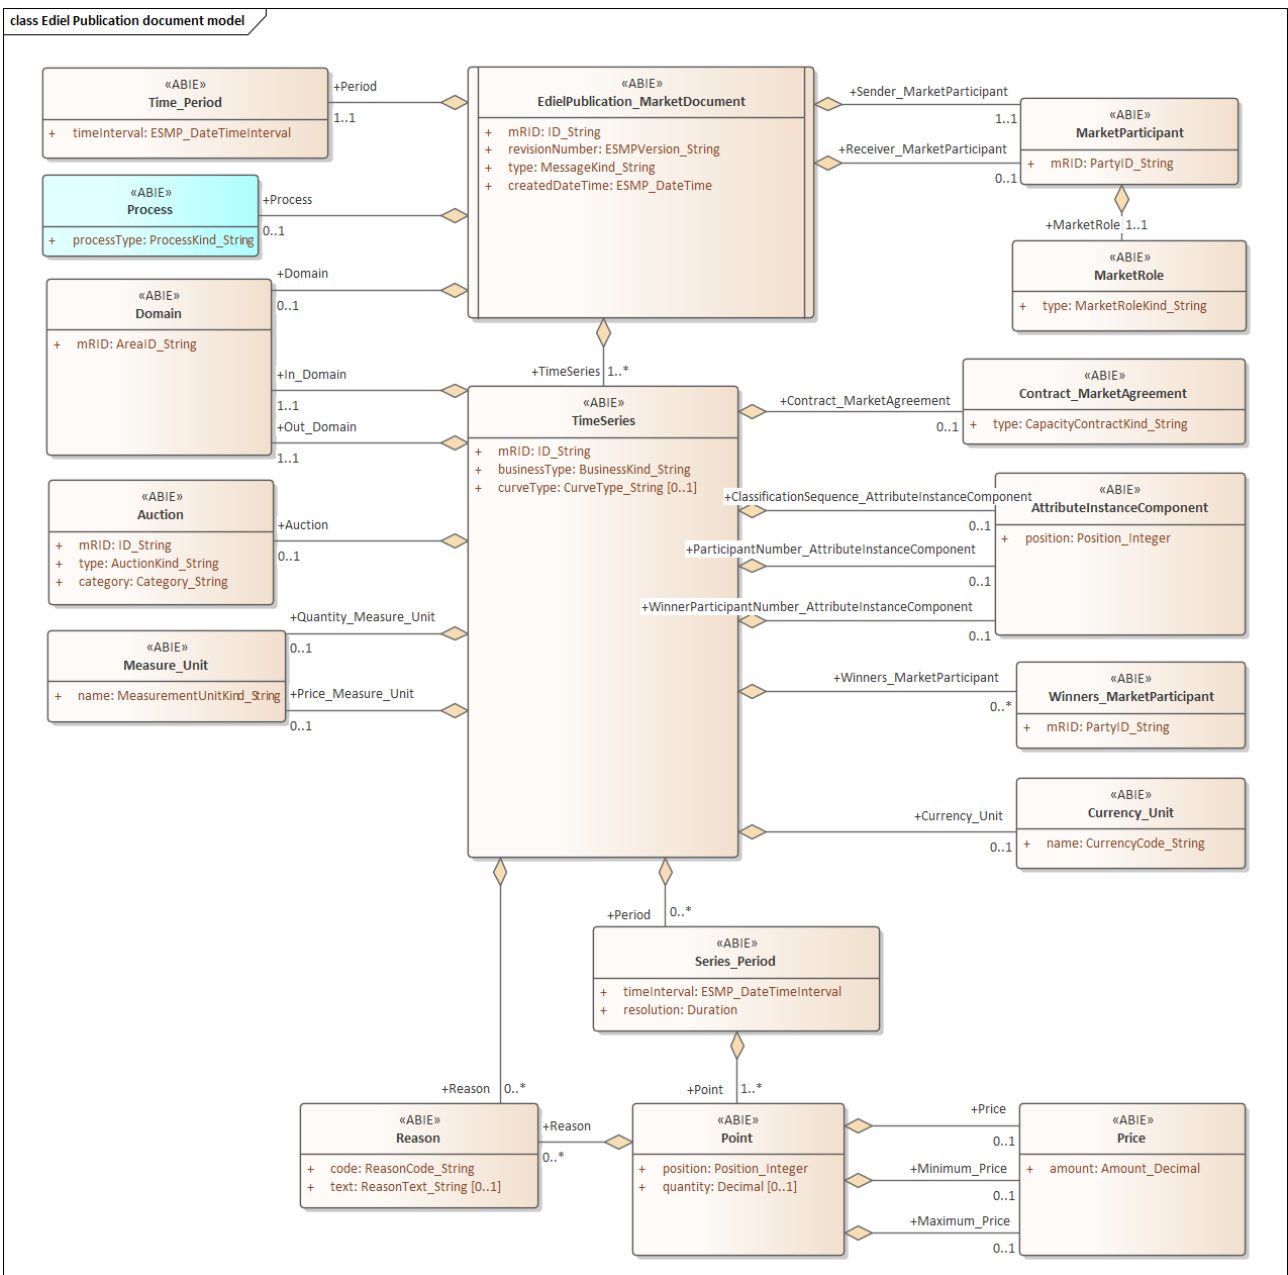 class Ediel Publication document model
«ABIE»
Time_Period
+ timeInterval: ESMP_DateTimeInterval
+Period
1..1
«ABIE»
EdielPublication_MarketDocument
+ mRID: ID_String
+ revisionNumber: ESMPVersion_String
+ type: MessageKind_String
+ createdDateTime: ESMP_DateTime
+Sender_MarketParticipant
1..1
+Receiver_MarketParticipant
0..1
«ABIE»
MarketParticipant
+ mRID: PartyID_String
+MarketRole 1..1
«ABIE»
MarketRole
+ type: MarketRoleKind_String
«ABIE»
Process
+ processType: ProcessKind_String
+Process
0..1
+Domain
0..1
«ABIE»
Domain
+ mRID: AreaID_String
+In_Domain
1..1
+Out_Domain
1..1
+TimeSeries 1..*
«ABIE»
TimeSeries
+ mRID: ID_String
+ businessType: BusinessKind_String
+ curveType: CurveType_String [0..1]
+Contract_MarketAgreement
0..1
«ABIE»
Contract_MarketAgreement
+ type: CapacityContractKind_String
«ABIE»
Auction
+ mRID: ID_String
+ type: AuctionKind_String
+ category: Category_String
+Auction
0..1
+ClassificationSequence_AttributeInstanceComponent
0..1
+ParticipantNumber_AttributeInstanceComponent
0..1
+WinnerParticipantNumber_AttributeInstanceComponent
0..1
«ABIE»
AttributeInstanceComponent
+ position: Position_Integer
«ABIE»
Measure_Unit
+ name: MeasurementUnitKind_String
+Quantity_Measure_Unit
0..1
+Price_Measure_Unit
0..1
+Winners_MarketParticipant
0..*
«ABIE»
Winners_MarketParticipant
+ mRID: PartyID_String
+Currency_Unit
0..1
«ABIE»
Currency_Unit
+ name: CurrencyCode_String
+Period 0..*
«ABIE»
Series_Period
+ timeInterval: ESMP_DateTimeInterval
+ resolution: Duration
+Reason 0..*
+Point 1..*
«ABIE»
Reason
+ code: ReasonCode_String
+ text: ReasonText_String [0..1]
+Reason
0..*
«ABIE»
Point
+ position: Position_Integer
+ quantity: Decimal [0..1]
+Price
0..1
+Minimum_Price
0..1
+Maximum_Price
0..1
«ABIE»
Price
+ amount: Amount_Decimal